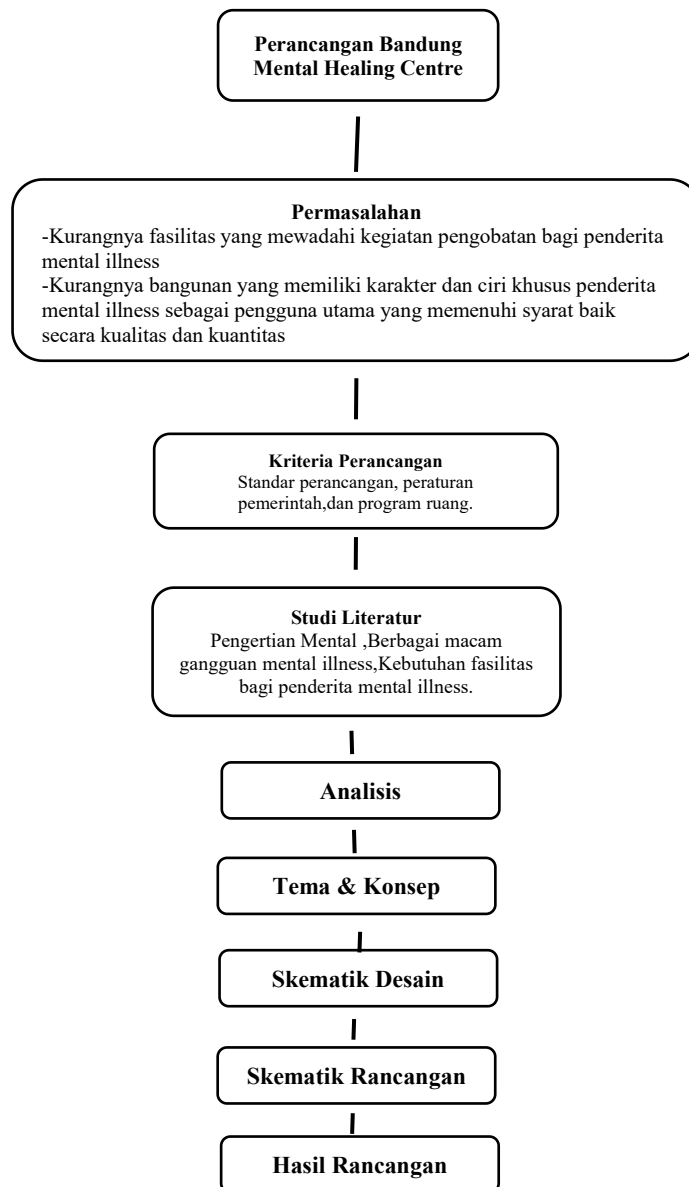 Perancangan Bandung
Mental Healing Centre
Permasalahan
-Kurangnya fasilitas yang mewadahi kegiatan pengobatan bagi penderita
mental illness
-Kurangnya bangunan yang memiliki karakter dan ciri khusus penderita
mental illness sebagai pengguna utama yang memenuhi syarat baik
secara kualitas dan kuantitas
Kriteria Perancangan
Standar perancangan, peraturan
pemerintah,dan program ruang.
Studi Literatur
Pengertian Mental ,Berbagai macam
gangguan mental illness,Kebutuhan fasilitas
bagi penderita mental illness.
Analisis
Tema & Konsep
Skematik Desain
Skematik Rancangan
Hasil Rancangan